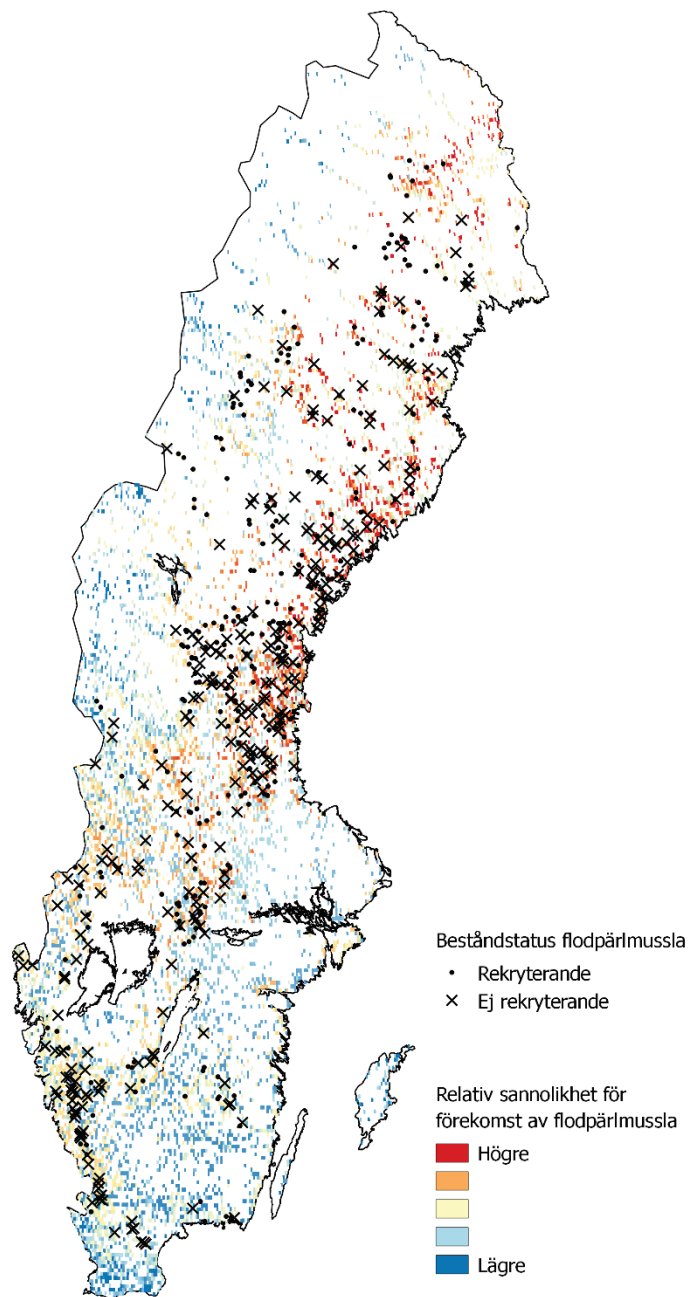 Beståndstatus flodpärlmussla
Rekryterande
Ej rekryterande
Relativ sannolikhet för
förekomst av flodpärlmussla
Högre
Lägre